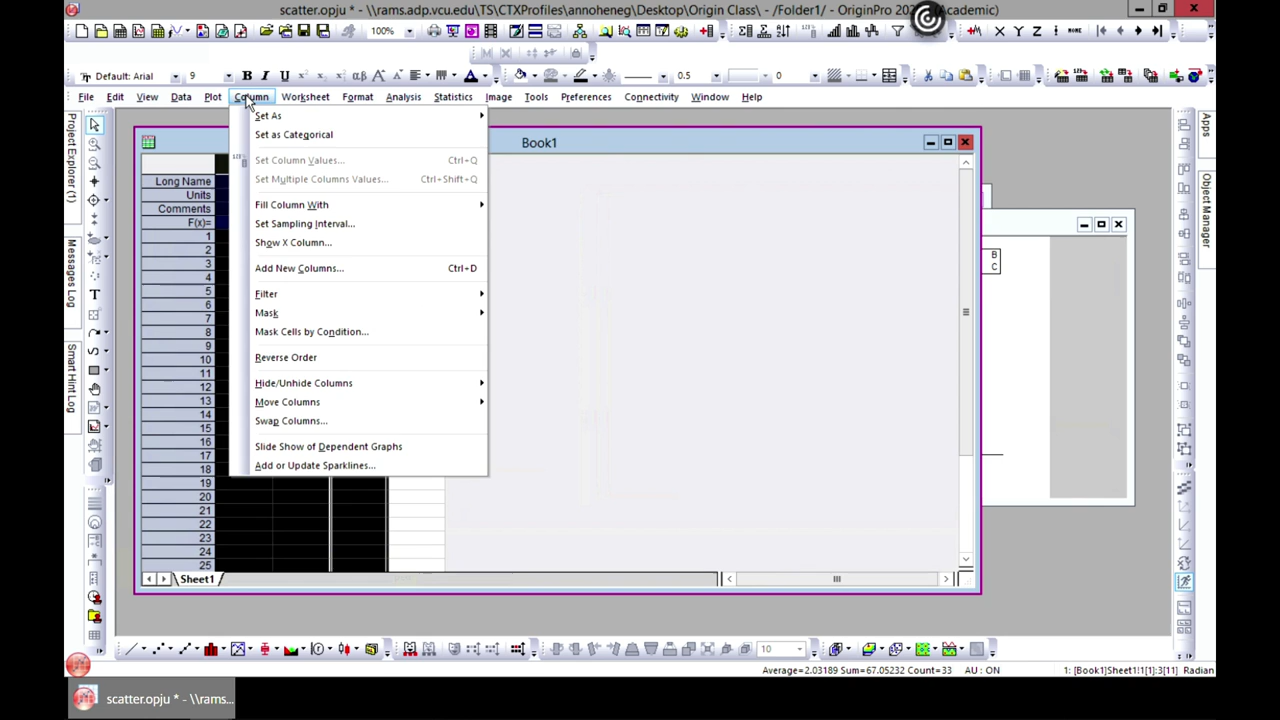 scatter.opju * - \\rams.adp.vcu.edu\TS\CTXProfiles\annoheneg\Desktop\Origin Class\ - /Folder1/ - OriginPro 20 (Academic)
100%
X Y Z
Default: Arial 9 B I U αβ A A A 0.5 0
File Edit View Data Plot Column Worksheet Format Analysis Statistics Image Tools Preferences Connectivity Window Help
Project Explorer (1)
Messages Log
Smart Hint Log
Apps
Object Manager
Book1
Long Name
Units
Comments
F(x)=
1
2
3
4
5
6
7
8
9
10
11
12
13
14
15
16
17
18
19
20
21
22
23
24
25
Set As
Set as Categorical
Set Column Values... Ctrl+Q
Set Multiple Columns Values... Ctrl+Shift+Q
Fill Column With
Set Sampling Interval...
Show X Column...
Add New Columns... Ctrl+D
Filter
Mask
Mask Cells by Condition...
Reverse Order
Hide/Unhide Columns
Move Columns
Swap Columns...
Slide Show of Dependent Graphs
Add or Update Sparklines...
B
C
T
Sheet1
10
Average=2.03189 Sum=67.05232 Count=33 AU : ON 1: [Book1]Sheet1!1[1]:3[11] Radian
scatter.opju * - \\rams...